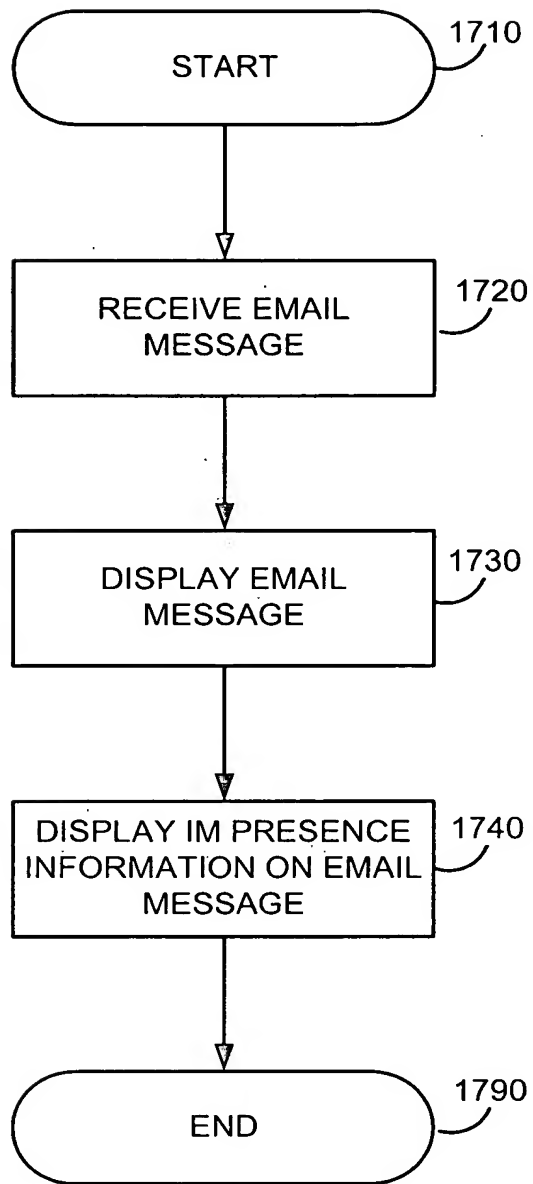 1710
START
1720
RECEIVE EMAIL
MESSAGE
1730
DISPLAY EMAIL
MESSAGE
1740
DISPLAY IM PRESENCE
INFORMATION ON EMAIL
MESSAGE
1790
END